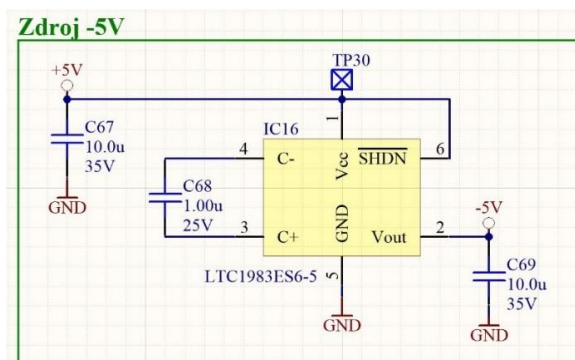 Zdroj -5V
+5V
TP30
C67
10.0u
35V
GND
IC16
1
4
C-
Vcc
SHDN
6
C68
1.00u
25V
3
C+
GND
Vout
2
-5V
LTC1983ES6-5
5
GND
C69
10.0u
35V
GND